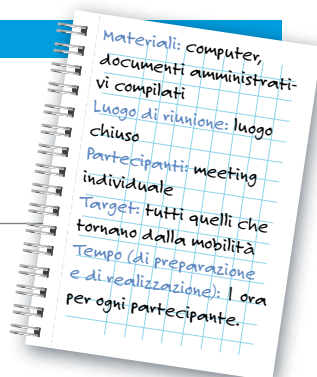 Materiali: computer,
documenti amministrati-
vi compilati
Luogo di riunione: luogo
chiuso
Partecipanti: meeting
individuale
Target: tutti quelli che
tornano dalla mobilità
Tempo (di preparazione
e di realizzazione): 1 ora
per ogni partecipante.